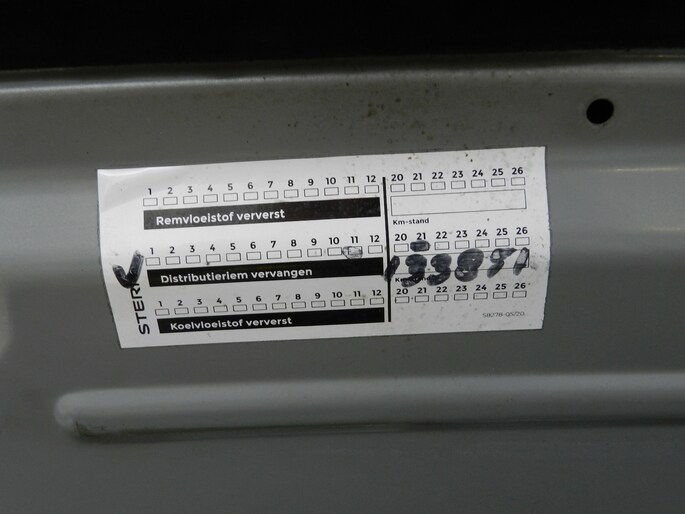 1 2 3 4 5 6 7 8 9 10 11 12 20 21 22 23 24 25 26
Remvloeistof ververst
Km-stand
1 2 3 4 5 6 7 8 9 10 11 12 20 21 22 23 24 25 26
Distributieriem vervangen 133851
1 2 3 4 5 6 7 8 9 10 11 12 20 21 22 23 24 25 26
Koelvloeistof ververst